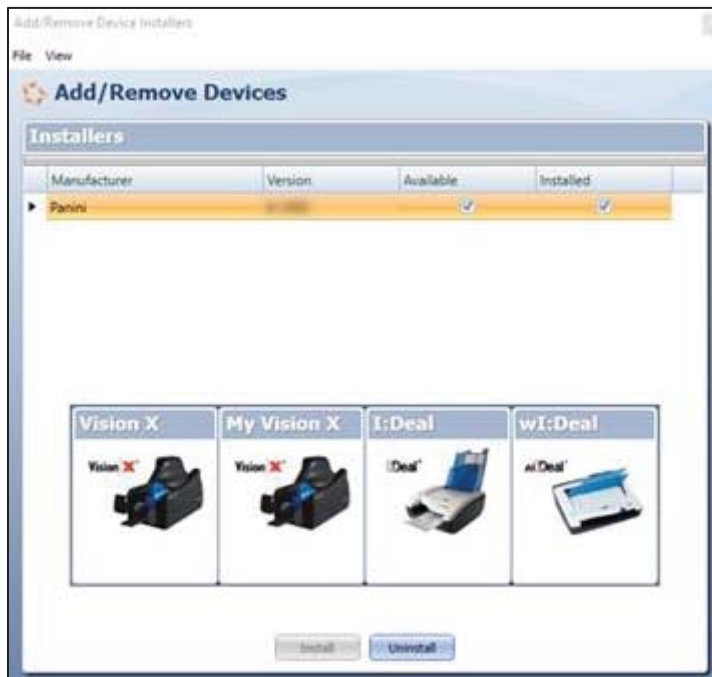 Add/Remove Device Installers
File View
Add/Remove Devices
Installers
Manufacturer Version Available Installed
Panini
Vision X My Vision X I:Deal wI:Deal
Vision X Vision X I:Deal wI:Deal
Install Uninstall